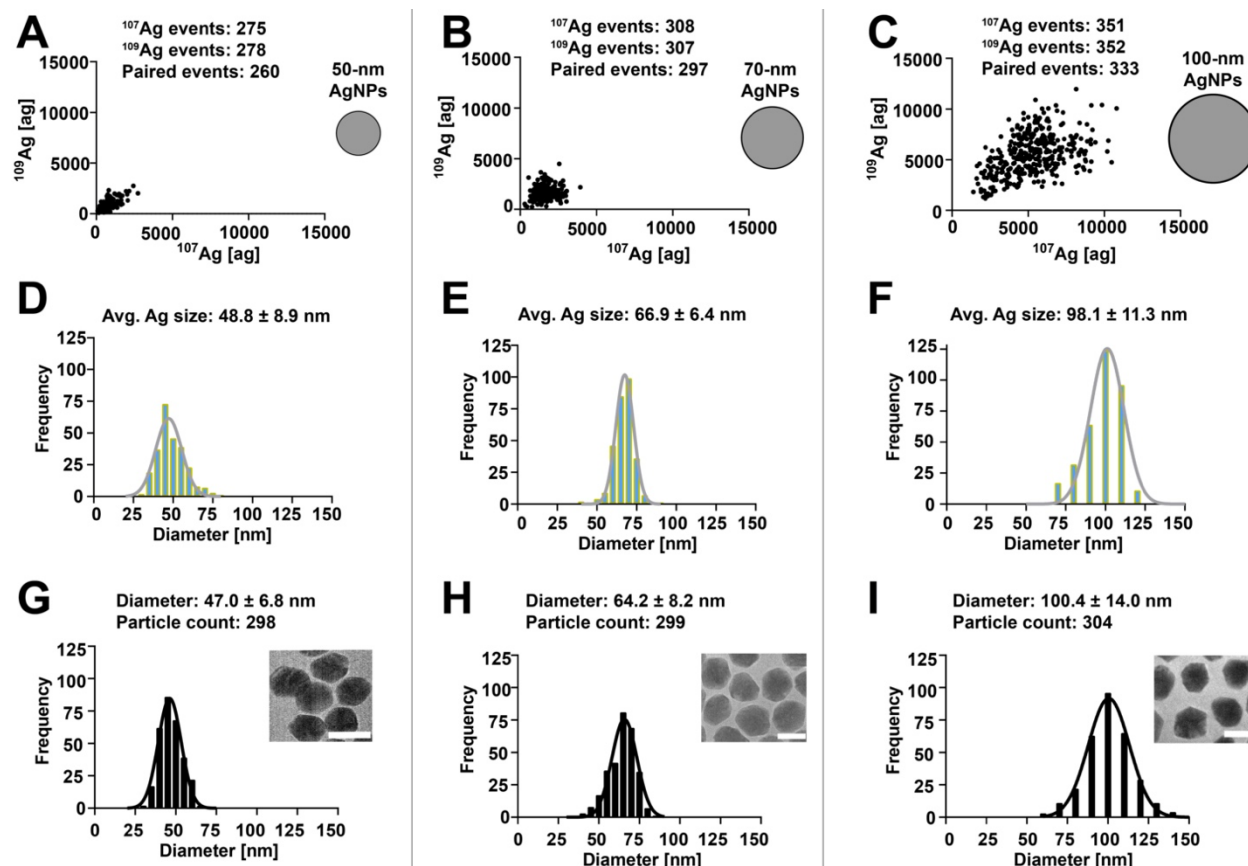 A
¹⁰⁷Ag events: 275
¹⁰⁹Ag events: 278
Paired events: 260
50-nm
AgNPs
15000
10000
5000
0
¹⁰⁹Ag [ag]
0 5000 10000 15000
¹⁰⁷Ag [ag]
B
¹⁰⁷Ag events: 308
¹⁰⁹Ag events: 307
Paired events: 297
70-nm
AgNPs
15000
10000
5000
0
¹⁰⁹Ag [ag]
0 5000 10000 15000
¹⁰⁷Ag [ag]
C
¹⁰⁷Ag events: 351
¹⁰⁹Ag events: 352
Paired events: 333
100-nm
AgNPs
15000
10000
5000
0
¹⁰⁹Ag [ag]
0 5000 10000 15000
¹⁰⁷Ag [ag]
D
Avg. Ag size: 48.8 ± 8.9 nm
125
100
75
50
25
0
Frequency
0 25 50 75 100 125 150
Diameter [nm]
E
Avg. Ag size: 66.9 ± 6.4 nm
125
100
75
50
25
0
Frequency
0 25 50 75 100 125 150
Diameter [nm]
F
Avg. Ag size: 98.1 ± 11.3 nm
125
100
75
50
25
0
Frequency
0 25 50 75 100 125 150
Diameter [nm]
G
Diameter: 47.0 ± 6.8 nm
Particle count: 298
125
100
75
50
25
0
Frequency
0 25 50 75 100 125 150
Diameter [nm]
H
Diameter: 64.2 ± 8.2 nm
Particle count: 299
125
100
75
50
25
0
Frequency
0 25 50 75 100 125 150
Diameter [nm]
I
Diameter: 100.4 ± 14.0 nm
Particle count: 304
125
100
75
50
25
0
Frequency
0 25 50 75 100 125 150
Diameter [nm]